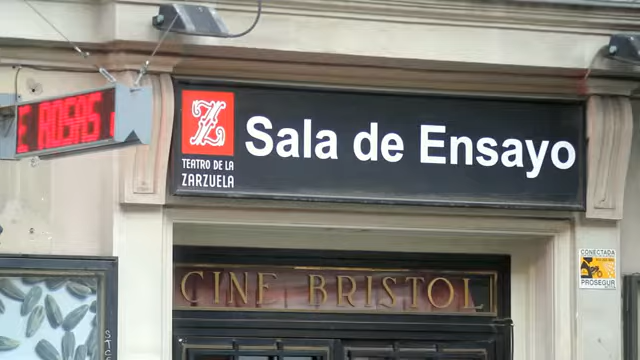 Sala de Ensayo
TEATRO DE LA
ZARZUELA
CINE BRISTOL
CONECTADA
PROSEGUR